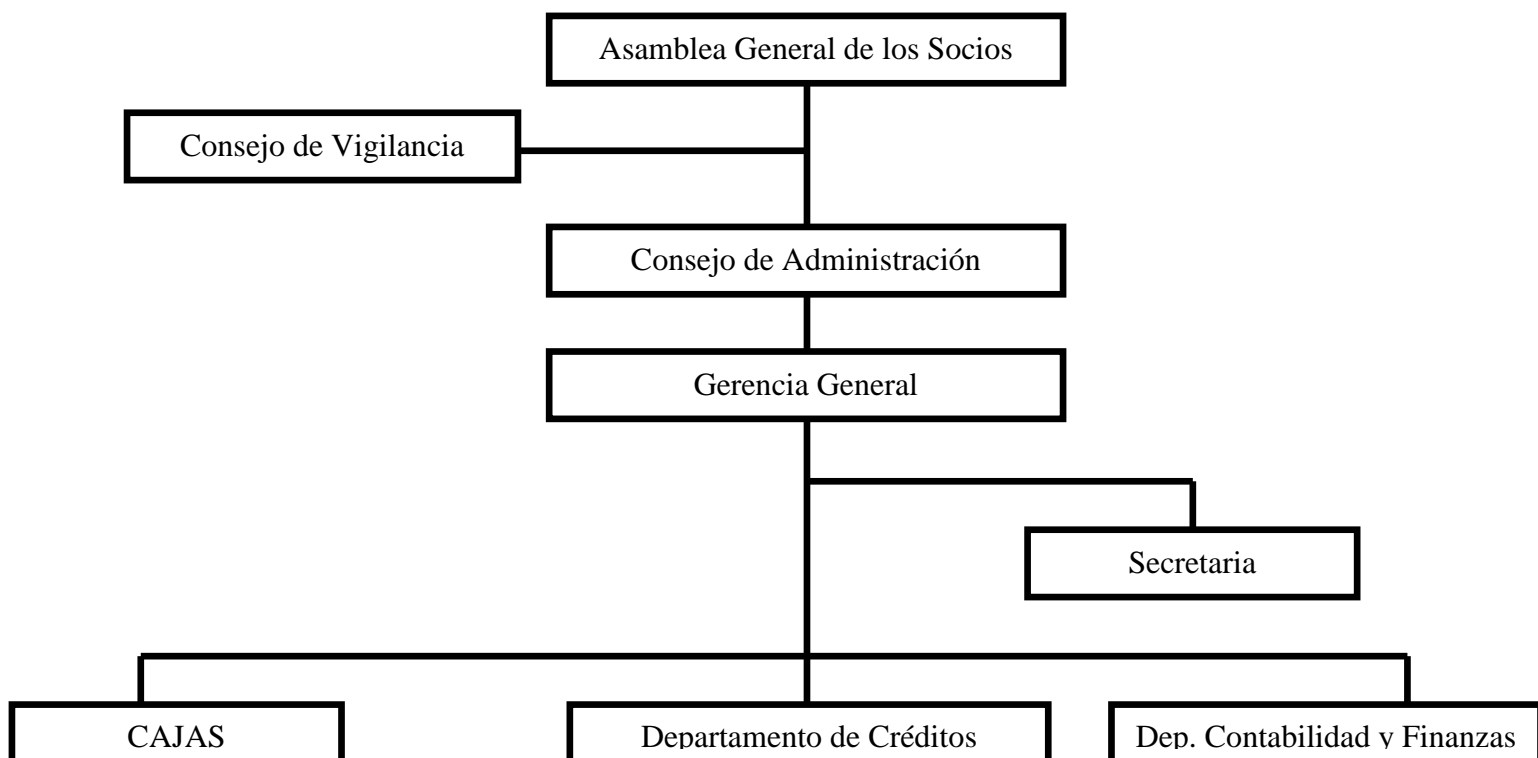 Asamblea General de los Socios
Consejo de Vigilancia
Consejo de Administración
Gerencia General
Secretaria
CAJAS
Departamento de Créditos
Dep. Contabilidad y Finanzas